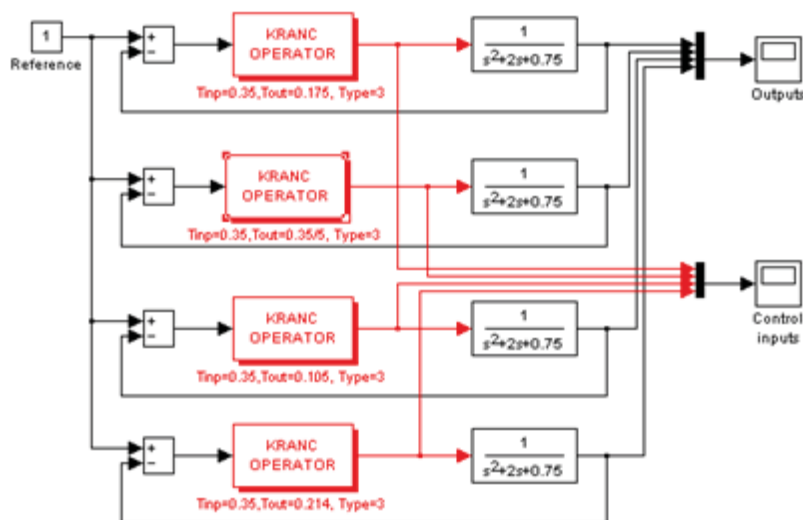 1
Reference
+
−
KRANC
OPERATOR
Tinp=0.35,Tout=0.175, Type=3
1
s²+2s+0.75
Outputs
+
−
KRANC
OPERATOR
Tinp=0.35,Tout=0.35/5, Type=3
1
s²+2s+0.75
Control
inputs
+
−
KRANC
OPERATOR
Tinp=0.35,Tout=0.105, Type=3
1
s²+2s+0.75
+
−
KRANC
OPERATOR
Tinp=0.35,Tout=0.214, Type=3
1
s²+2s+0.75